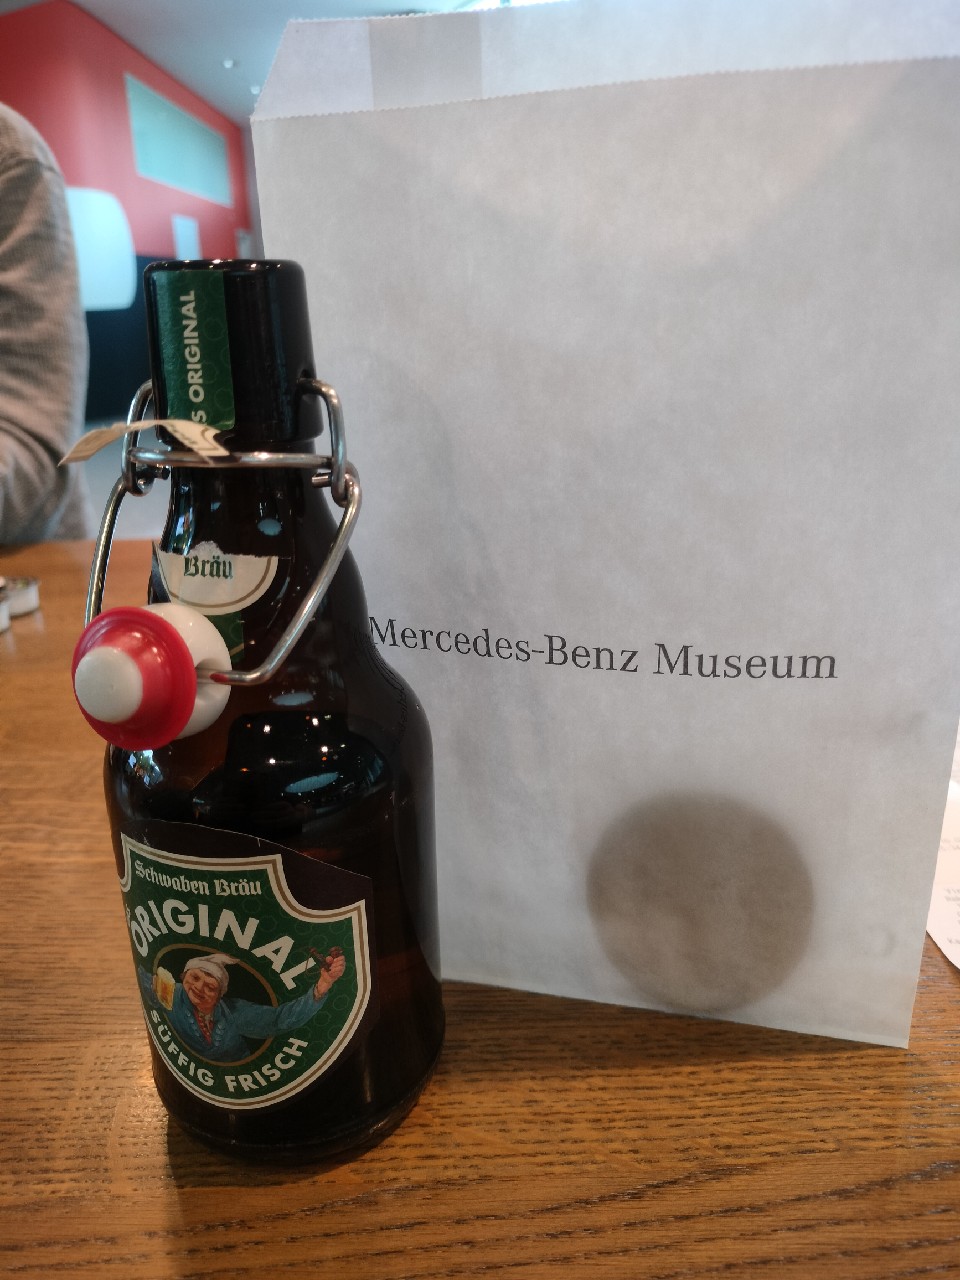 S ORIGINAL
Bräu
Mercedes-Benz Museum
Schwaben Bräu
ORIGINAL
SÜFFIG FRISCH